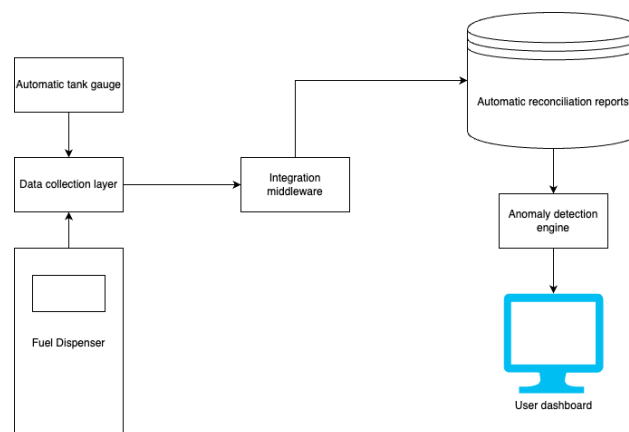 Automatic tank gauge
Data collection layer
Fuel Dispenser
Integration
middleware
Automatic reconciliation reports
Anomaly detection
engine
User dashboard